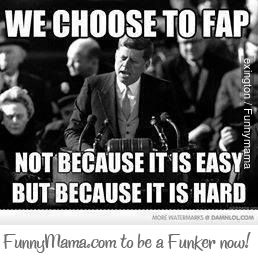 WE CHOOSE TO FAP
exington / Funnymama
NOT BECAUSE IT IS EASY
BUT BECAUSE IT IS HARD
MORE WATERMARKS @ DAMNLOL.COM
FunnyMama.com to be a Funker now!